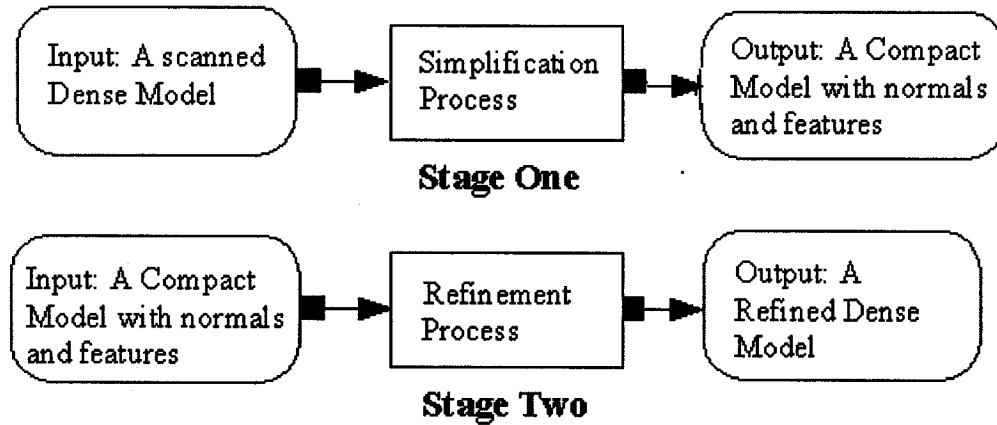 Input: A scanned
Dense Model
Simplification
Process
Output: A Compact
Model with normals
and features
Stage One
Input: A Compact
Model with normals
and features
Refinement
Process
Output: A
Refined Dense
Model
Stage Two